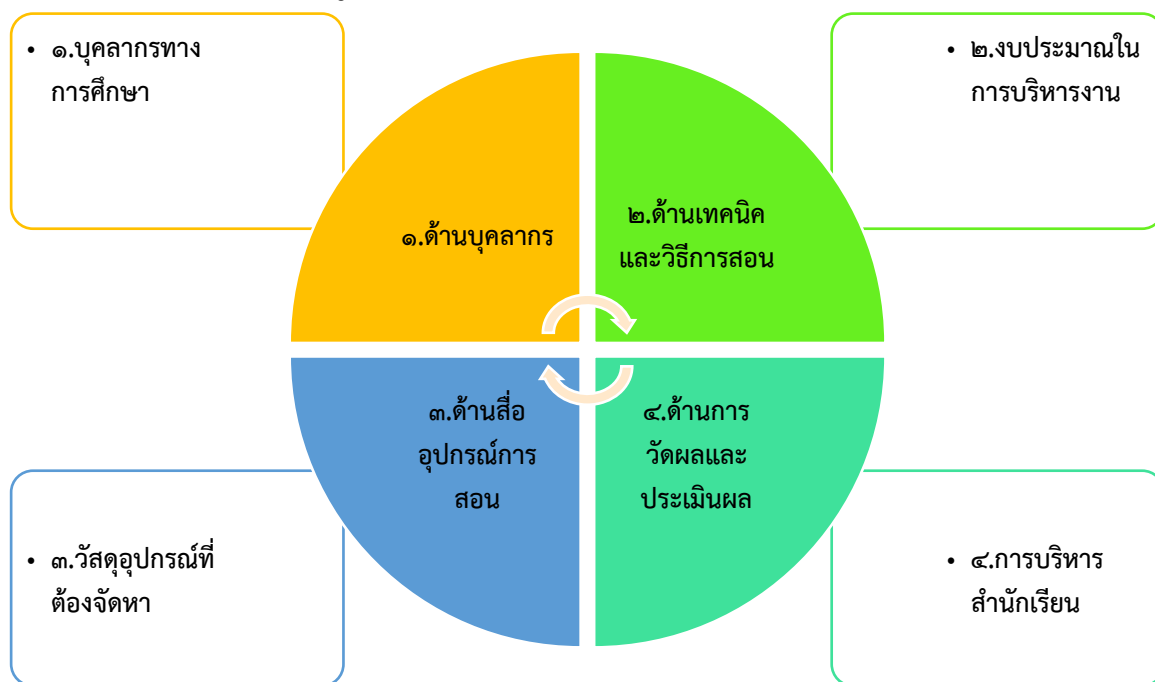 • ๑.บุคลากรทาง
การศึกษา
• ๒.งบประมาณใน
การบริหารงาน
๑.ด้านบุคลากร
๒.ด้านเทคนิค
และวิธีการสอน
๓.ด้านสื่อ
อุปกรณ์การ
สอน
๔.ด้านการ
วัดผลและ
ประเมินผล
• ๓.วัสดุอุปกรณ์ที่
ต้องจัดหา
• ๔.การบริหาร
สำนักเรียน